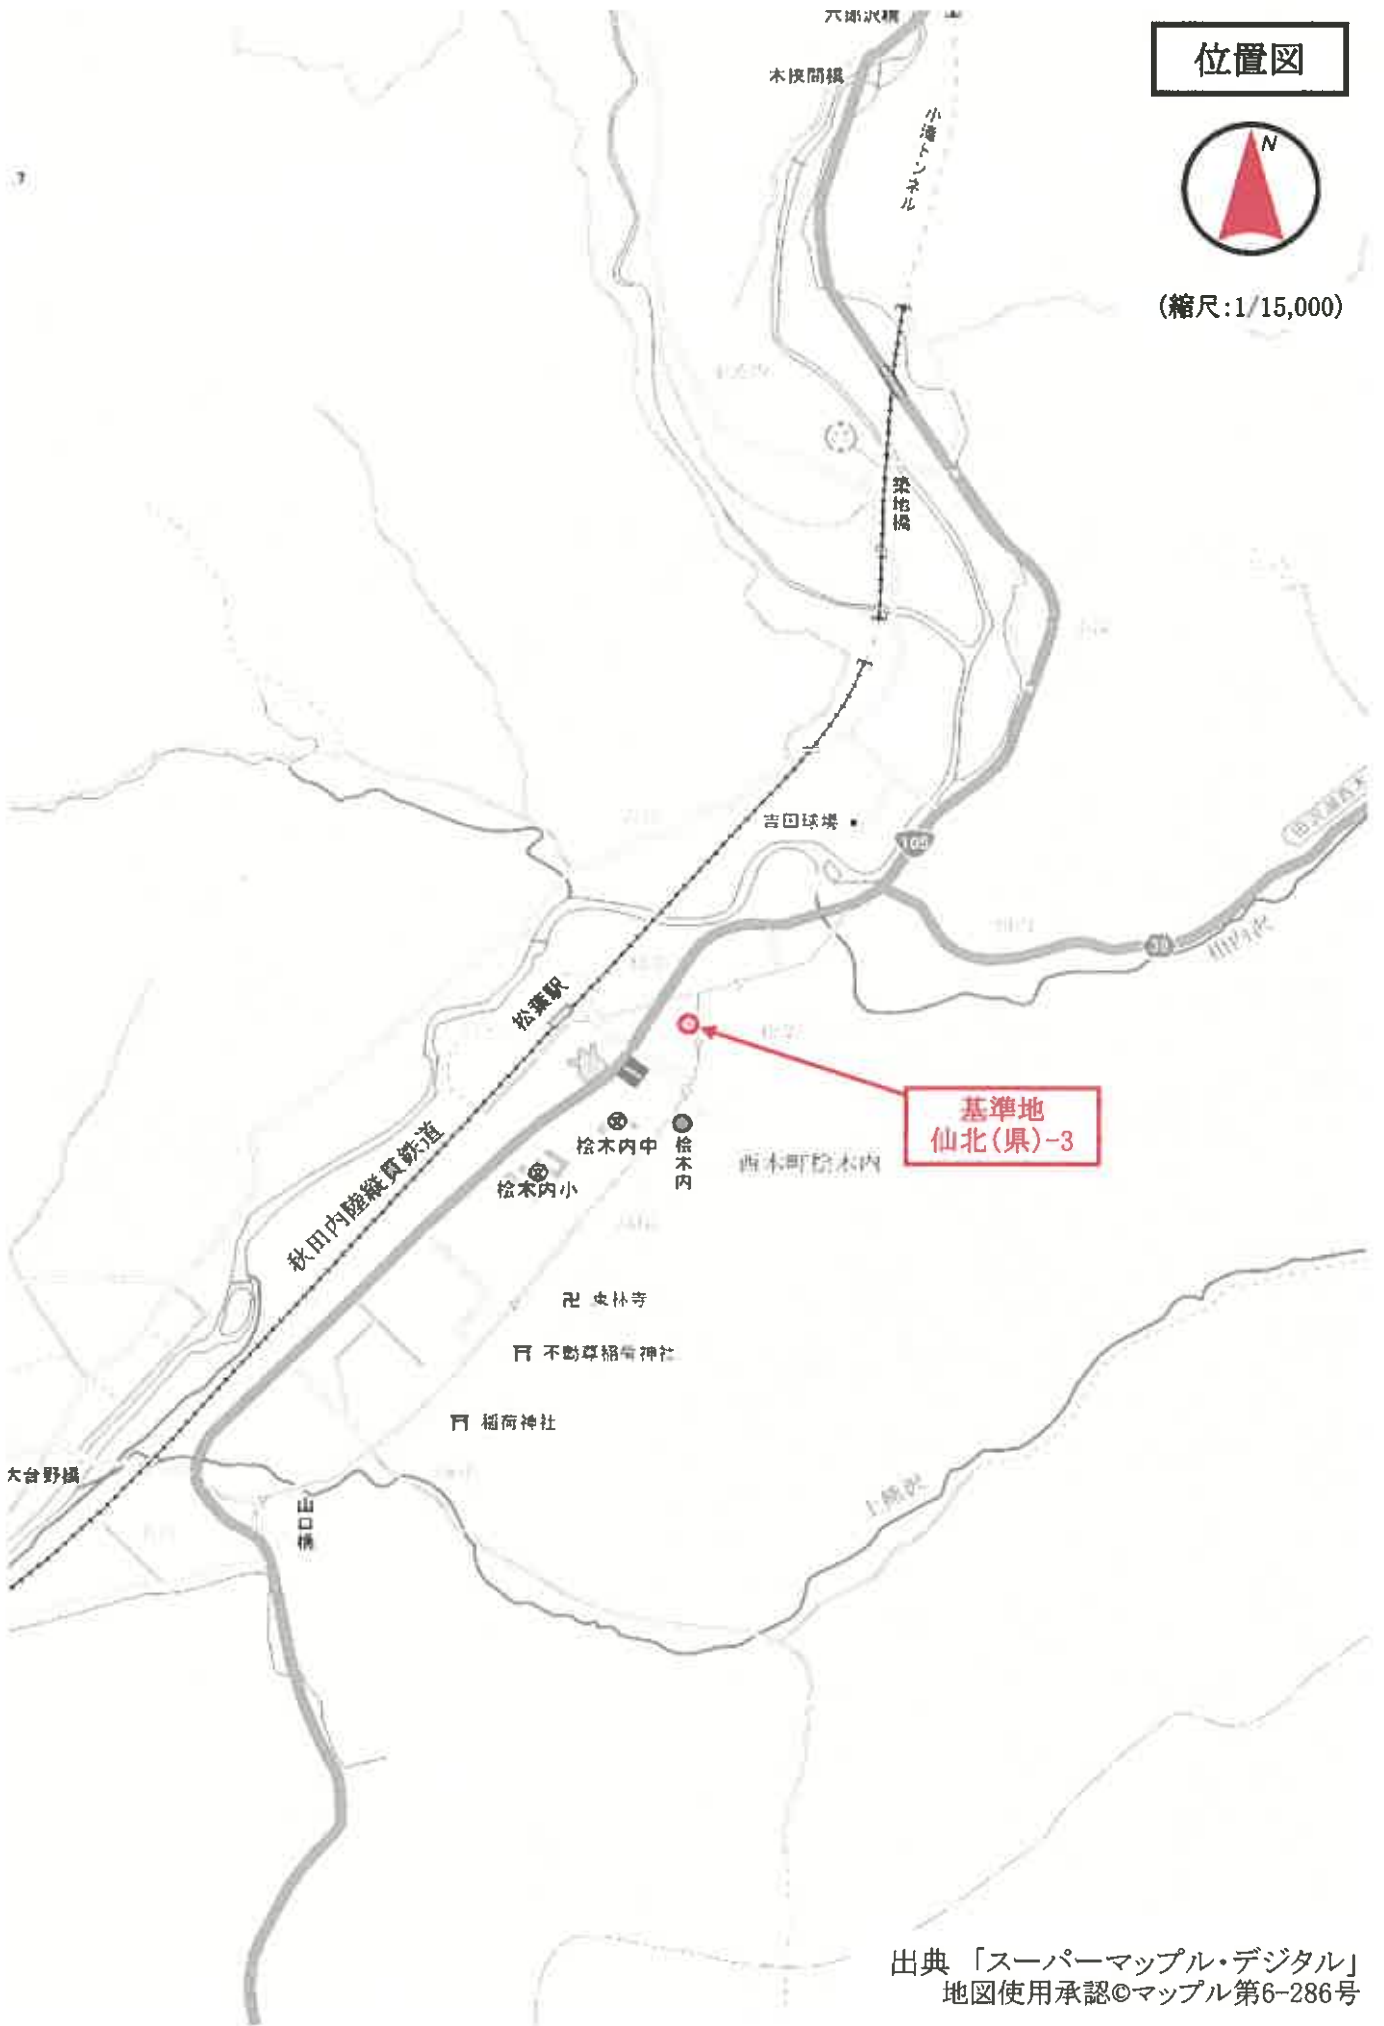 位置図
N
(縮尺:1/15,000)
木挾間橋
小滝トンネル
築地橋
吉田球場
105
松葉駅
基準地
仙北(県)-3
桧木内中
桧木内
桧木内小
西木町桧木内
秋田内陸縦貫鉄道
卍 東林寺
不動尊稲荷神社
稲荷神社
大台野橋
山口橋
出典 「スーパーマップル・デジタル」
地図使用承認©マップル第6-286号